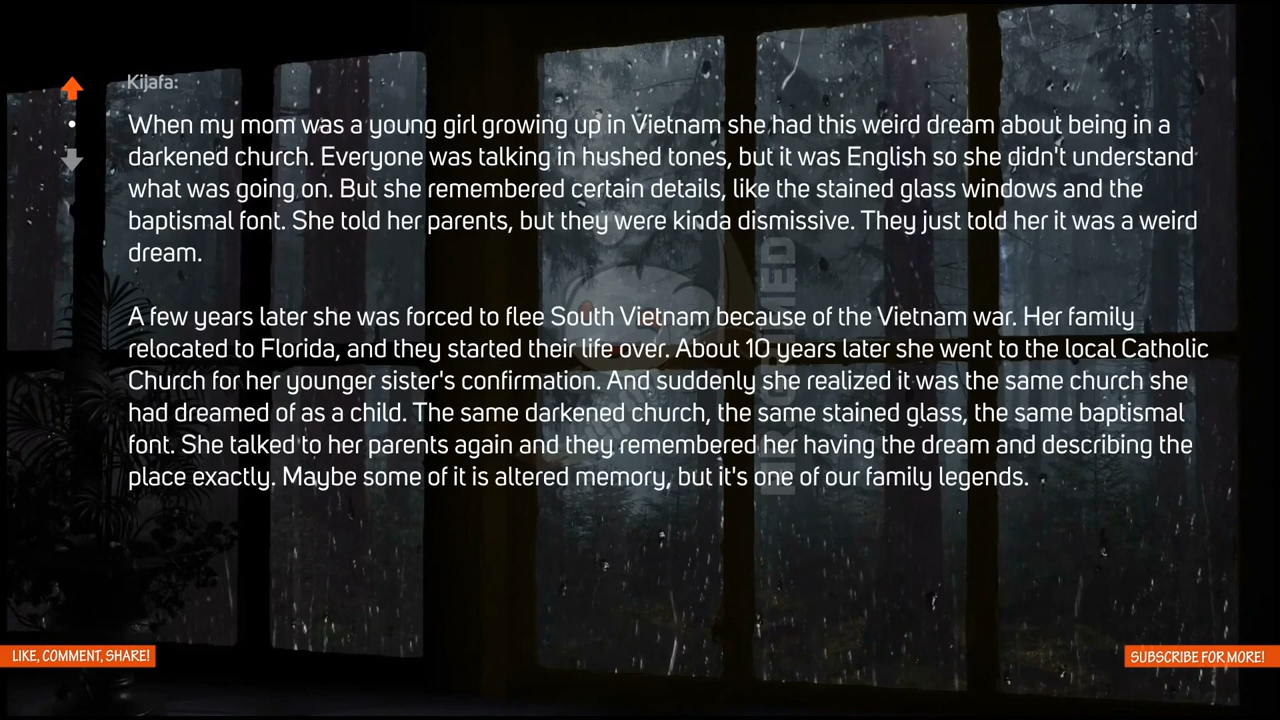 Kijafa:
When my mom was a young girl growing up in Vietnam she had this weird dream about being in a
darkened church. Everyone was talking in hushed tones, but it was English so she didn't understand
what was going on. But she remembered certain details, like the stained glass windows and the
baptismal font. She told her parents, but they were kinda dismissive. They just told her it was a weird
dream.
A few years later she was forced to flee South Vietnam because of the Vietnam war. Her family
relocated to Florida, and they started their life over. About 10 years later she went to the local Catholic
Church for her younger sister's confirmation. And suddenly she realized it was the same church she
had dreamed of as a child. The same darkened church, the same stained glass, the same baptismal
font. She talked to her parents again and they remembered her having the dream and describing the
place exactly. Maybe some of it is altered memory, but it's one of our family legends.
LIKE, COMMENT, SHARE!
SUBSCRIBE FOR MORE!